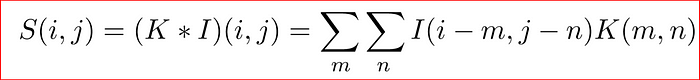 S(i, j) = (K * I)(i, j) = ∑_m ∑_n I(i − m, j − n)K(m, n)